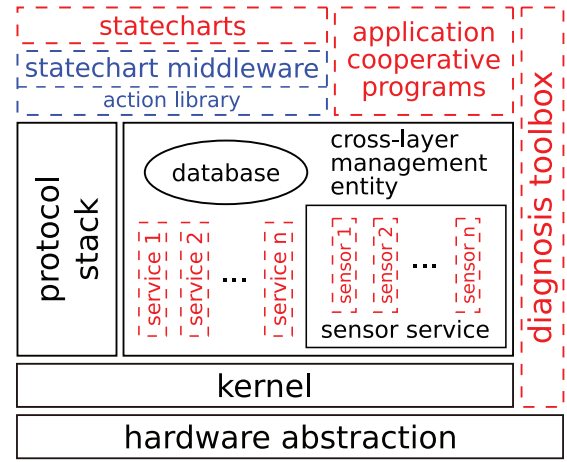 statecharts
statechart middleware
action library
application
cooperative
programs
diagnosis toolbox
protocol
stack
database
cross-layer
management
entity
service 1
service 2
...
service n
sensor 1
sensor 2
...
sensor n
sensor service
kernel
hardware abstraction